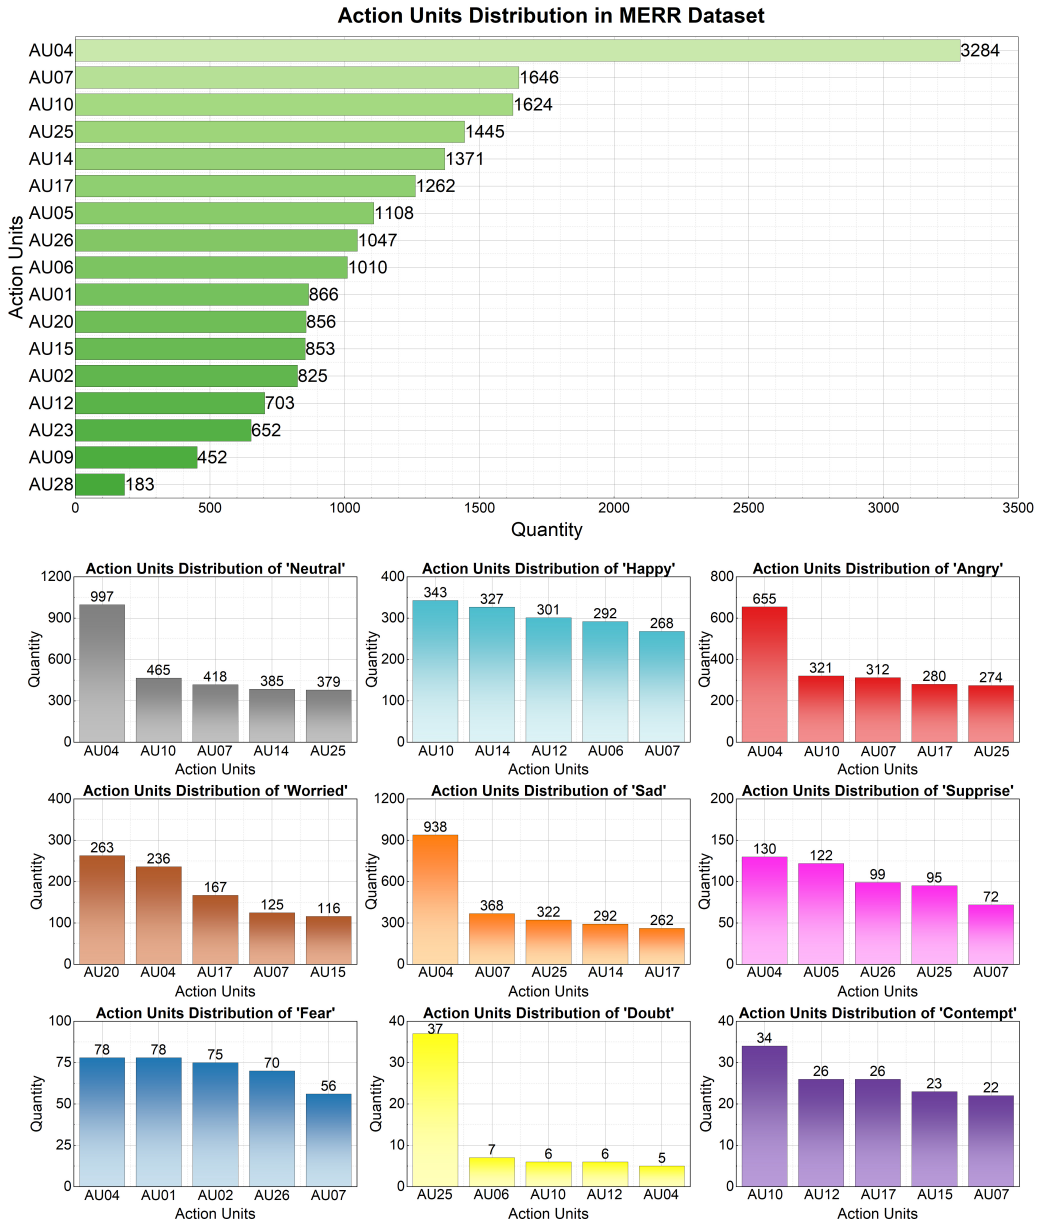 Action Units Distribution in MERR Dataset
Action Units
AU04 3284
AU07 1646
AU10 1624
AU25 1445
AU14 1371
AU17 1262
AU05 1108
AU26 1047
AU06 1010
AU01 866
AU20 856
AU15 853
AU02 825
AU12 703
AU23 652
AU09 452
AU28 183
0 500 1000 1500 2000 2500 3000 3500
Quantity
Action Units Distribution of 'Neutral'
Quantity
1200
900
600
300
0
997 465 418 385 379
AU04 AU10 AU07 AU14 AU25
Action Units
Action Units Distribution of 'Happy'
Quantity
400
300
200
100
0
343 327 301 292 268
AU10 AU14 AU12 AU06 AU07
Action Units
Action Units Distribution of 'Angry'
Quantity
800
600
400
200
0
655 321 312 280 274
AU04 AU10 AU07 AU17 AU25
Action Units
Action Units Distribution of 'Worried'
Quantity
400
300
200
100
0
263 236 167 125 116
AU20 AU04 AU17 AU07 AU15
Action Units
Action Units Distribution of 'Sad'
Quantity
1200
900
600
300
0
938 368 322 292 262
AU04 AU07 AU25 AU14 AU17
Action Units
Action Units Distribution of 'Supprise'
Quantity
200
150
100
50
0
130 122 99 95 72
AU04 AU05 AU26 AU25 AU07
Action Units
Action Units Distribution of 'Fear'
Quantity
100
75
50
25
0
78 78 75 70 56
AU04 AU01 AU02 AU26 AU07
Action Units
Action Units Distribution of 'Doubt'
Quantity
40
30
20
10
0
37 7 6 6 5
AU25 AU06 AU10 AU12 AU04
Action Units
Action Units Distribution of 'Contempt'
Quantity
40
30
20
10
0
34 26 26 23 22
AU10 AU12 AU17 AU15 AU07
Action Units